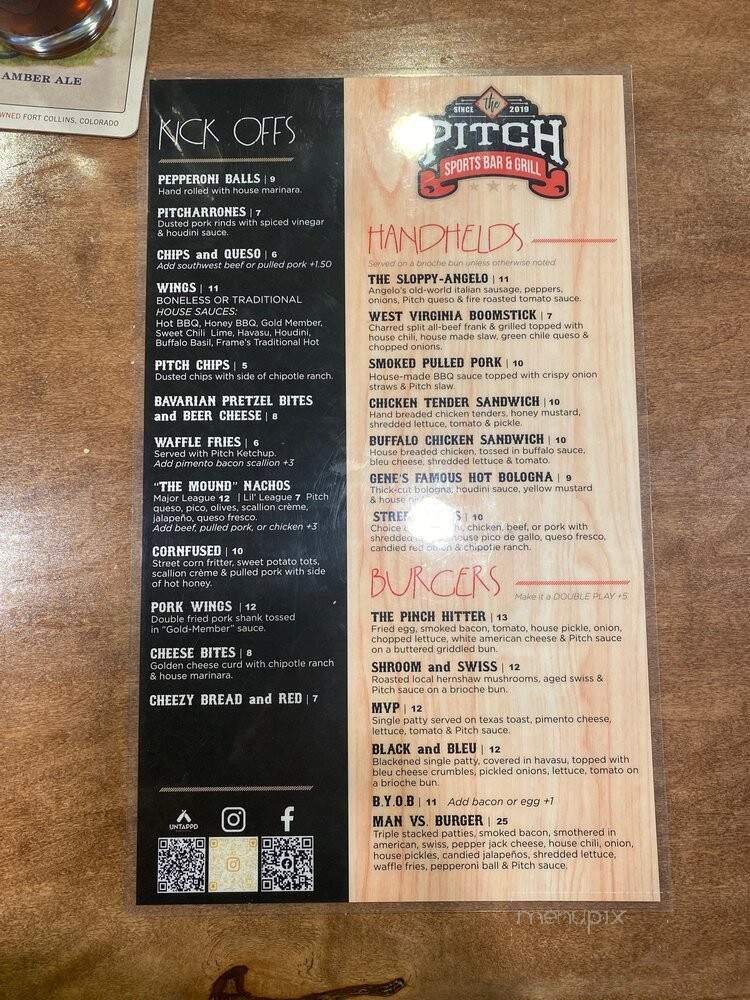 AMBER ALE
OWNED FORT COLLINS, COLORADO
KICK OFFS
PEPPERONI BALLS | 9
Hand rolled with house marinara.
PITCHARRONES | 7
Dusted pork rinds with spiced vinegar
& houdini sauce.
CHIPS and QUESO | 6
Add southwest beef or pulled pork +1.50
WINGS | 11
BONELESS OR TRADITIONAL
HOUSE SAUCES:
Hot BBQ, Honey BBQ, Gold Member,
Sweet Chili Lime, Havasu, Houdini,
Buffalo Basil, Frame's Traditional Hot
PITCH CHIPS | 5
Dusted chips with side of chipotle ranch.
BAVARIAN PRETZEL BITES
and BEER CHEESE | 8
WAFFLE FRIES | 6
Served with Pitch Ketchup.
Add pimento bacon scallion +3
"THE MOUND" NACHOS
Major League 12 | Lil' League 7 Pitch
queso, pico, olives, scallion crème,
jalapeño, queso fresco.
Add beef, pulled pork, or chicken +3
CORNFUSED | 10
Street corn fritter, sweet potato tots,
scallion crème & pulled pork with side
of hot honey.
PORK WINGS | 12
Double fried pork shank tossed
in "Gold-Member" sauce.
CHEESE BITES | 8
Golden cheese curd with chipotle ranch
& house marinara.
CHEEZY BREAD and RED | 7
UNTAPPD
SINCE the 2019
PITCH
SPORTS BAR & GRILL
HANDHELDS
Served on a brioche bun unless otherwise noted.
THE SLOPPY-ANGELO | 11
Angelo's old-world italian sausage, peppers,
onions, Pitch queso & fire roasted tomato sauce.
WEST VIRGINIA BOOMSTICK | 7
Charred split all-beef frank & grilled topped with
house chili, house made slaw, green chile queso &
chopped onions.
SMOKED PULLED PORK | 10
House-made BBQ sauce topped with crispy onion
straws & Pitch slaw.
CHICKEN TENDER SANDWICH | 10
Hand breaded chicken tenders, honey mustard,
shredded lettuce, tomato & pickle.
BUFFALO CHICKEN SANDWICH | 10
House breaded chicken, tossed in buffalo sauce,
bleu cheese, shredded lettuce & tomato.
GENE'S FAMOUS HOT BOLOGNA | 9
Thick-cut bologna, houdini sauce, yellow mustard
& house
| 10
Choice chicken, beef, or pork with
shredded house pico de gallo, queso fresco,
candied red onion & chipotle ranch.
BURGERS
Make it a DOUBLE PLAY +5
THE PINCH HITTER | 13
Fried egg, smoked bacon, tomato, house pickle, onion,
chopped lettuce, white american cheese & Pitch sauce
on a buttered griddled bun.
SHROOM and SWISS | 12
Roasted local hernshaw mushrooms, aged swiss &
Pitch sauce on a brioche bun.
MVP | 12
Single patty served on texas toast, pimento cheese,
lettuce, tomato & Pitch sauce.
BLACK and BLEU | 12
Blackened single patty, covered in havasu, topped with
bleu cheese crumbles, pickled onions, lettuce, tomato on
a brioche bun.
B.Y.O.B | 11 Add bacon or egg +1
MAN VS. BURGER | 25
Triple stacked patties, smoked bacon, smothered in
american, swiss, pepper jack cheese, house chili, onion,
house pickles, candied jalapeños, shredded lettuce,
waffle fries, pepperoni ball & Pitch sauce.
menupix